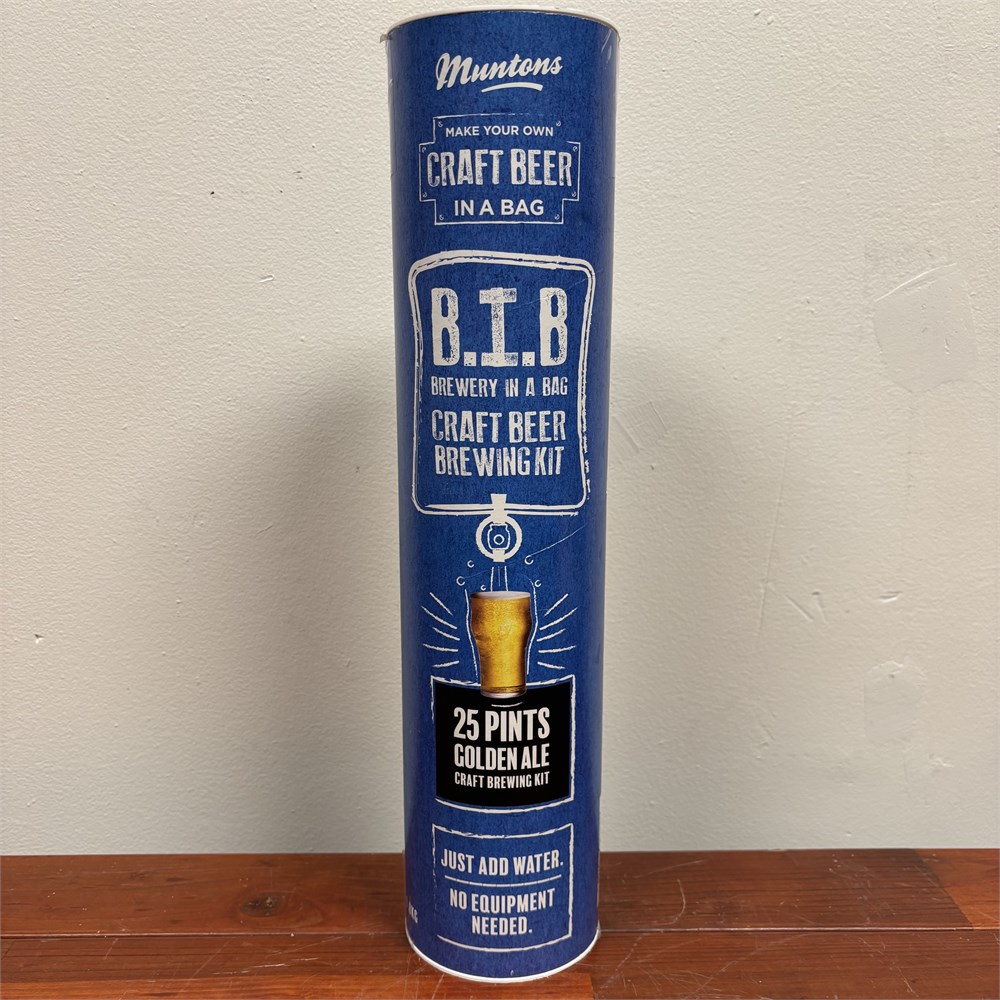 Muntons
MAKE YOUR OWN
CRAFT BEER
IN A BAG
B.I.B
BREWERY IN A BAG
CRAFT BEER
BREWING KIT
25 PINTS
GOLDEN ALE
CRAFT BREWING KIT
JUST ADD WATER.
NO EQUIPMENT
NEEDED.